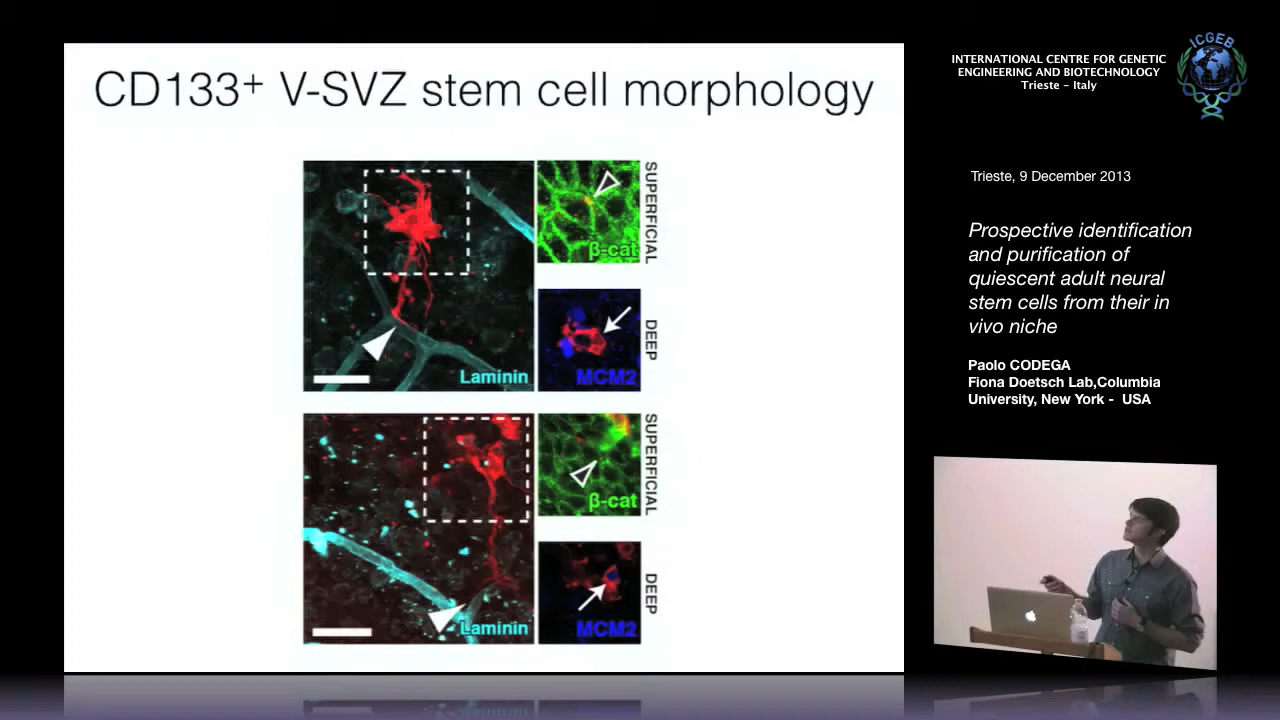 CD133+ V-SVZ stem cell morphology
SUPERFICIAL
β-cat
DEEP
Laminin
MCM2
SUPERFICIAL
β-cat
DEEP
Laminin
MCM2
ICGEB
INTERNATIONAL CENTRE FOR GENETIC
ENGINEERING AND BIOTECHNOLOGY
Trieste - Italy
Trieste, 9 December 2013
Prospective identification
and purification of
quiescent adult neural
stem cells from their in
vivo niche
Paolo CODEGA
Fiona Doetsch Lab,Columbia
University, New York - USA